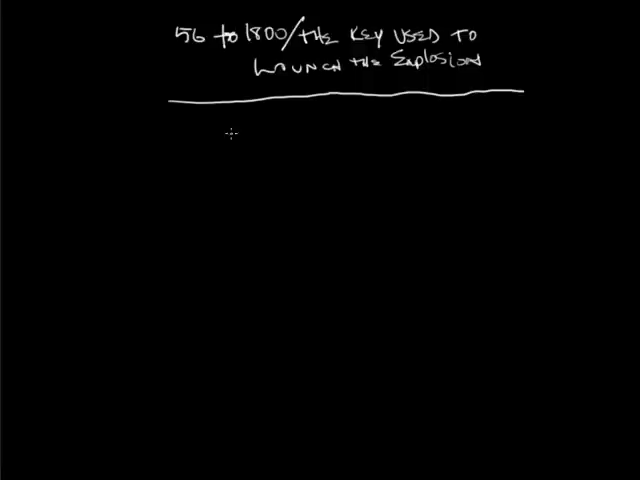 56 to 1800/THE KEY USED TO
LAUNCH THE Explosion